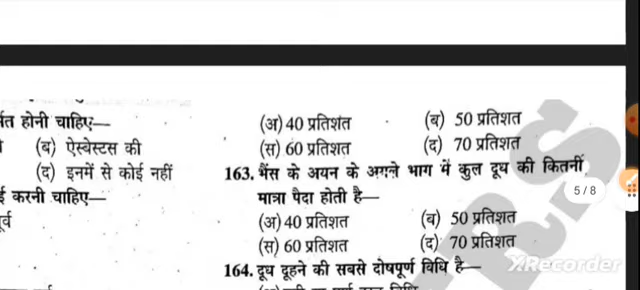 र्मित होनी चाहिए—
(ब) ऐस्बेस्टस की
(द) इनमें से कोई नहीं
ई करनी चाहिए—
र्व
(अ) 40 प्रतिशत (ब) 50 प्रतिशत
(स) 60 प्रतिशत (द) 70 प्रतिशत
163. भैंस के अयन के अगले भाग में कुल दूध की कितनी
मात्रा पैदा होती है—
(अ) 40 प्रतिशत (ब) 50 प्रतिशत
(स) 60 प्रतिशत (द) 70 प्रतिशत
164. दूध दूहने की सबसे दोषपूर्ण विधि है—
5/8
XRecorder